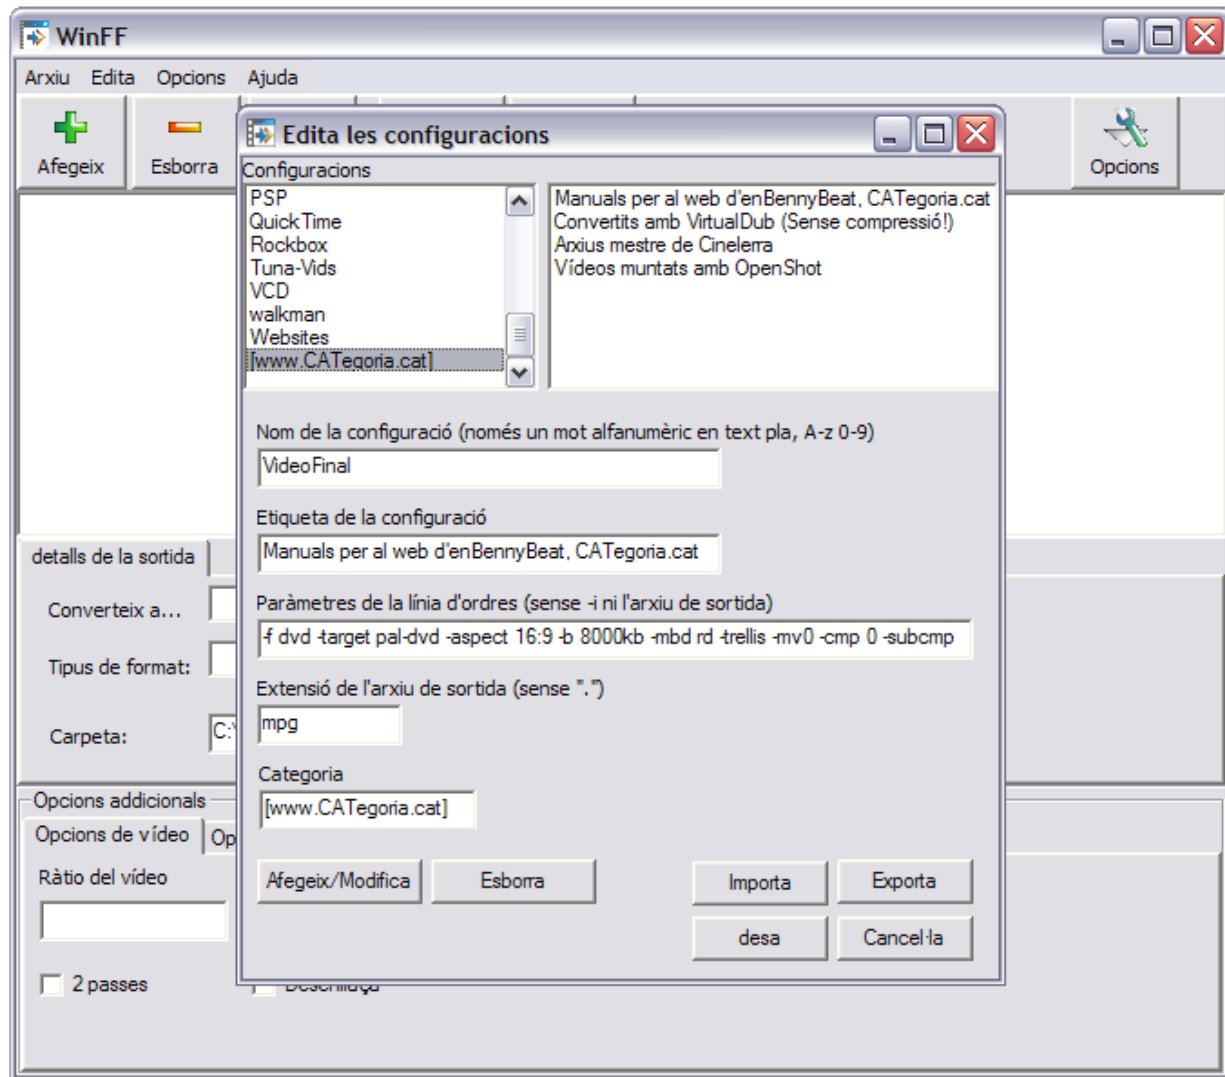 WinFF
Arxiu Edita Opcions Ajuda
Afegeix Esborra Opcions
Edita les configuracions
Configuracions
PSP
QuickTime
Rockbox
Tuna-Vids
VCD
walkman
Websites
[www.CATegoria.cat]
Manuals per al web d'enBennyBeat, CATegoria.cat
Convertits amb VirtualDub (Sense compressió!)
Arxius mestre de Cinelerra
Vídeos muntats amb OpenShot
Nom de la configuració (només un mot alfanumèric en text pla, A-z 0-9)
VideoFinal
Etiqueta de la configuració
Manuals per al web d'enBennyBeat, CATegoria.cat
Paràmetres de la línia d'ordres (sense -i ni l'arxiu de sortida)
-f dvd -target pal-dvd -aspect 16:9 -b 8000kb -mbd rd -trellis -mv0 -cmp 0 -subcmp
Extensió de l'arxiu de sortida (sense ".")
mpg
Categoria
[www.CATegoria.cat]
Afegeix/Modifica Esborra Importa Exporta
desa Cancel·la
detalls de la sortida
Converteix a...
Tipus de format:
Carpeta: C:
Opcions addicionals
Opcions de vídeo Op
Ràtio del vídeo
2 passes